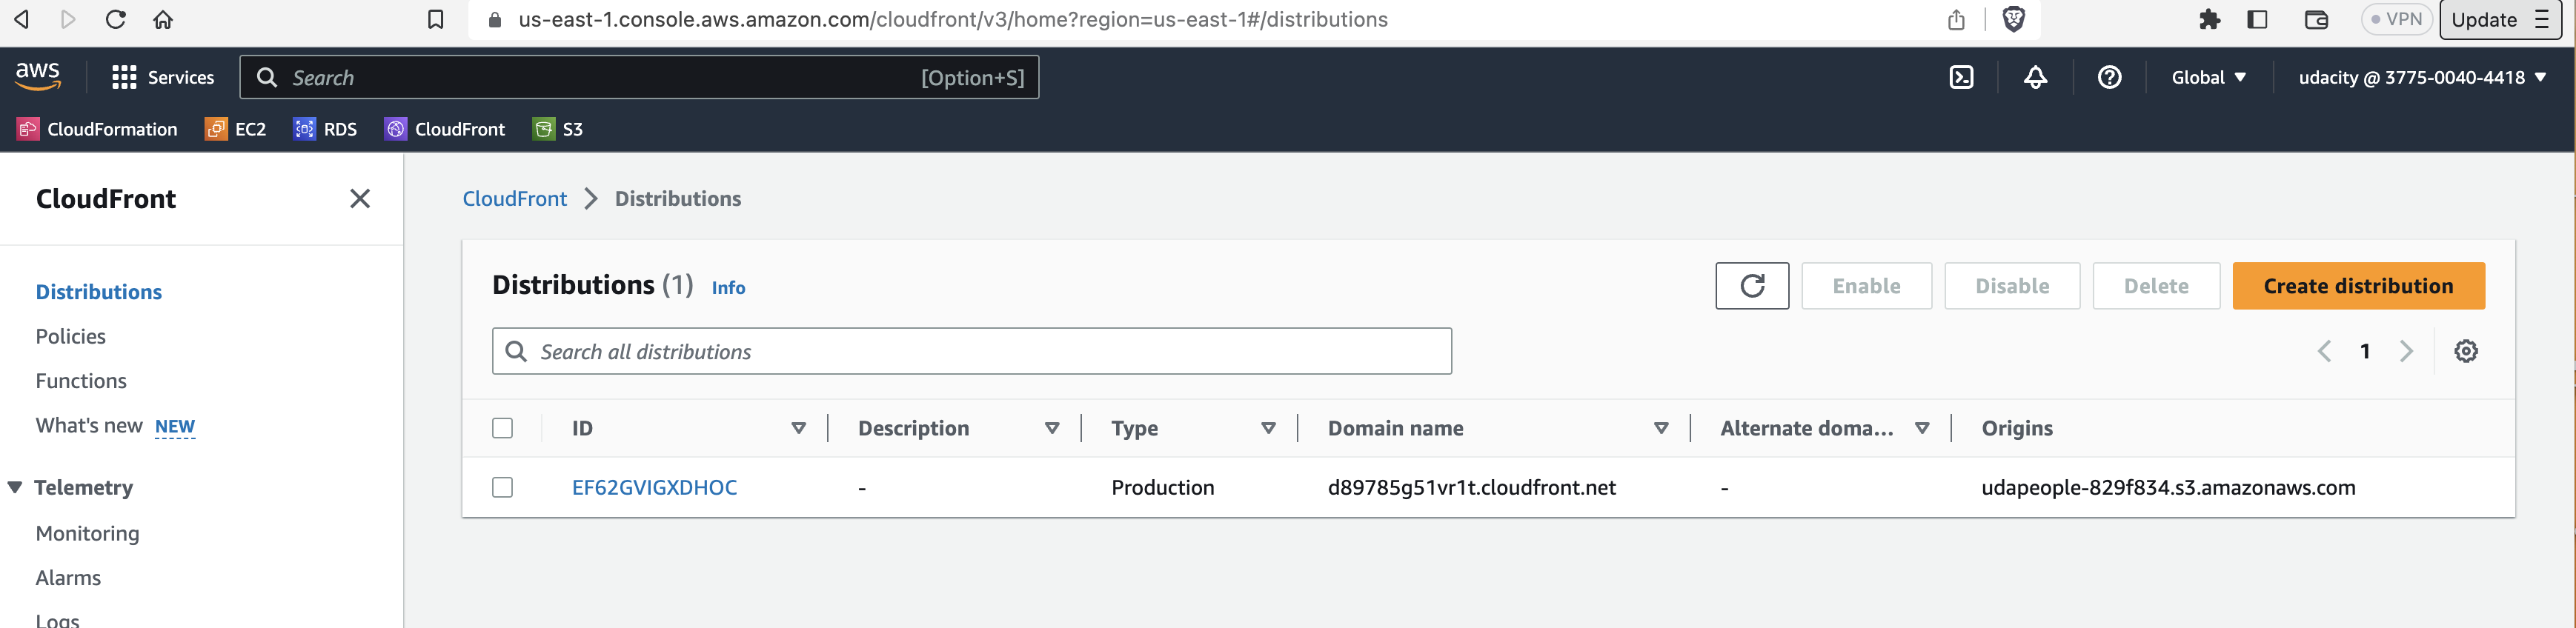 us-east-1.console.aws.amazon.com/cloudfront/v3/home?region=us-east-1#/distributions
VPN
Update
aws
Services
Search
[Option+S]
Global
udacity @ 3775-0040-4418
CloudFormation
EC2
RDS
CloudFront
S3
CloudFront
Distributions
Policies
Functions
What's new NEW
Telemetry
Monitoring
Alarms
Logs
CloudFront
Distributions
Distributions (1) Info
Enable
Disable
Delete
Create distribution
Search all distributions
1
ID Description Type Domain name Alternate doma... Origins
EF62GVIGXDHOC - Production d89785g51vr1t.cloudfront.net - udapeople-829f834.s3.amazonaws.com